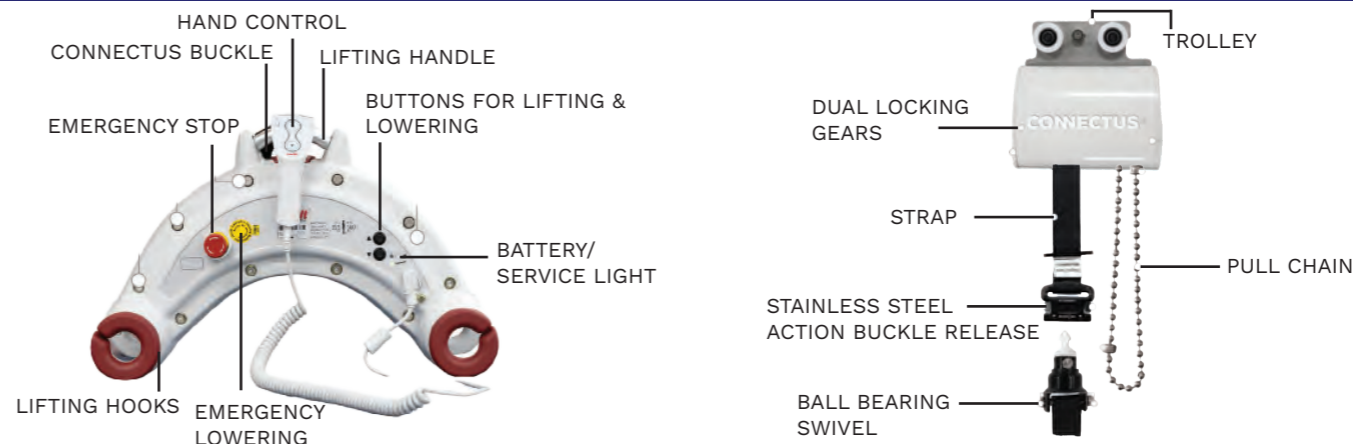 HAND CONTROL
CONNECTUS BUCKLE
LIFTING HANDLE
BUTTONS FOR LIFTING &
LOWERING
EMERGENCY STOP
BATTERY/
SERVICE LIGHT
LIFTING HOOKS
EMERGENCY
LOWERING
TROLLEY
DUAL LOCKING
GEARS
CONNECTUS
STRAP
PULL CHAIN
STAINLESS STEEL
ACTION BUCKLE RELEASE
BALL BEARING
SWIVEL